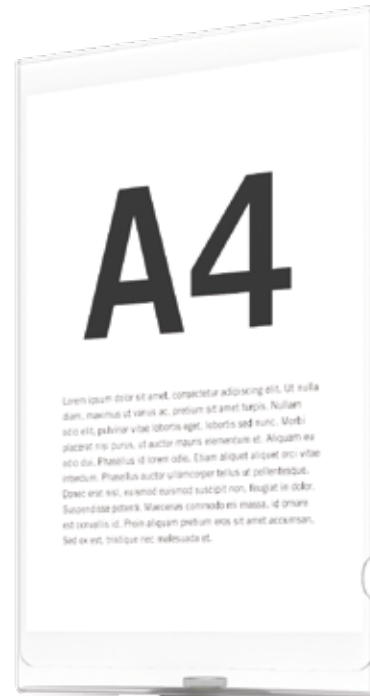 A4
Lorem ipsum dolor sit amet, consectetur adipiscing elit. Ut nulla
diam, maximus ut varius ac, pretium sit amet turpis. Nullam
odio elit, pulvinar vitae lobortis eget, lobortis sed nunc. Morbi
placerat nisi purus, ut auctor mauris elementum et. Aliquam eu
odio dui. Phasellus id lorem odio. Etiam aliquet aliquet orci vitae
interdum. Phasellus auctor ullamcorper tellus ut pellentesque.
Donec erat nisl, euismod euismod suscipit non, feugiat in dolor.
Suspendisse potenti. Maecenas commodo mi massa, id ornare
est convallis id. Proin aliquam pretium eros sit amet accumsan.
Sed ex est, tristique nec malesuada et.